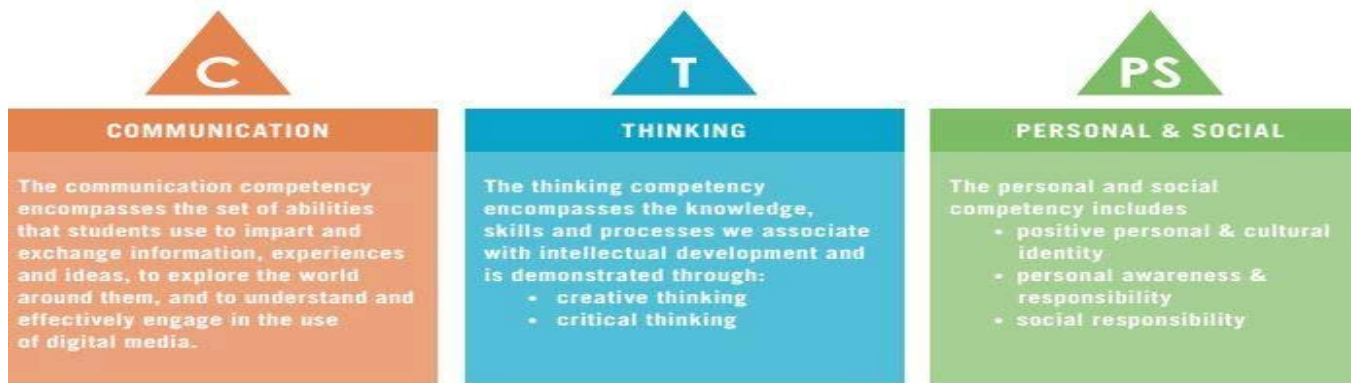 C
COMMUNICATION
The communication competency
encompasses the set of abilities
that students use to impart and
exchange information, experiences
and ideas, to explore the world
around them, and to understand and
effectively engage in the use
of digital media.
T
THINKING
The thinking competency
encompasses the knowledge,
skills and processes we associate
with intellectual development and
is demonstrated through:
• creative thinking
• critical thinking
PS
PERSONAL & SOCIAL
The personal and social
competency includes
• positive personal & cultural
identity
• personal awareness &
responsibility
• social responsibility